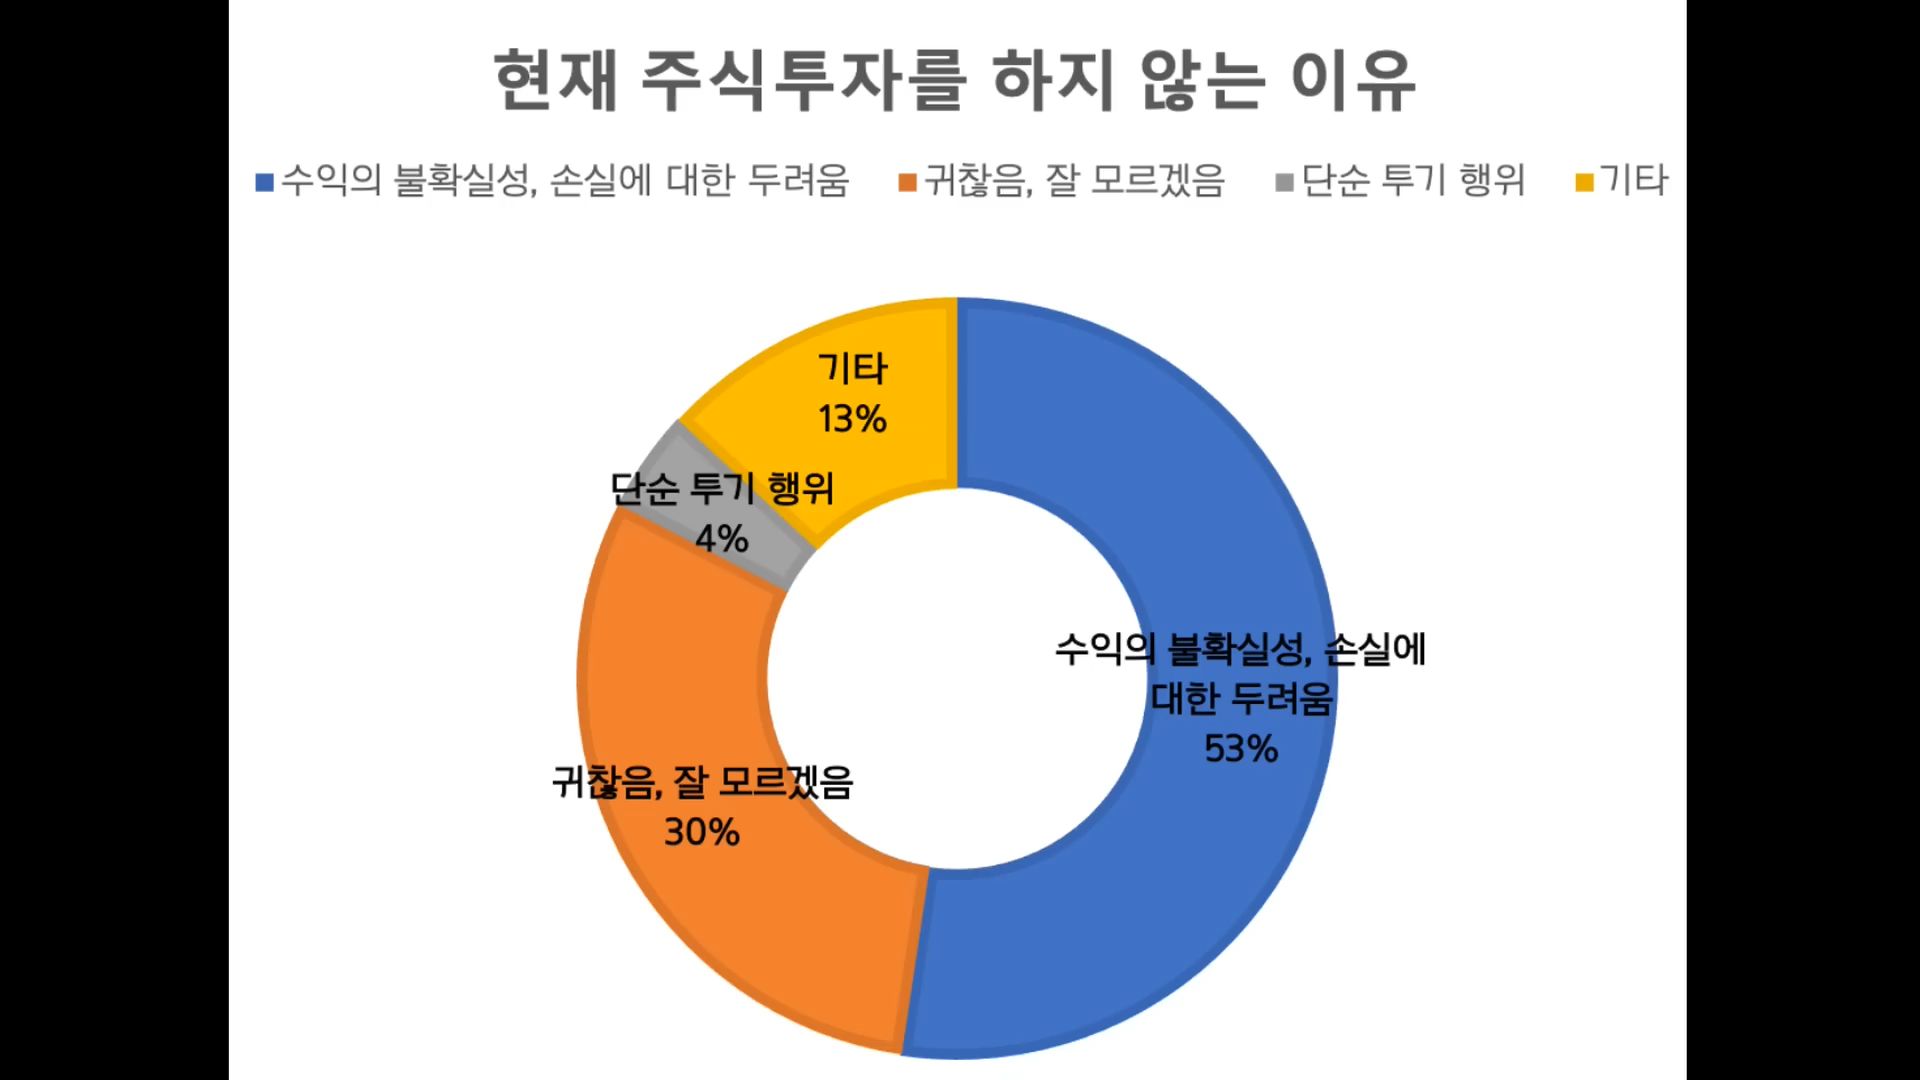 현재 주식투자를 하지 않는 이유
수익의 불확실성, 손실에 대한 두려움 귀찮음, 잘 모르겠음 단순 투기 행위 기타
기타
13%
단순 투기 행위
4%
수익의 불확실성, 손실에
대한 두려움
53%
귀찮음, 잘 모르겠음
30%